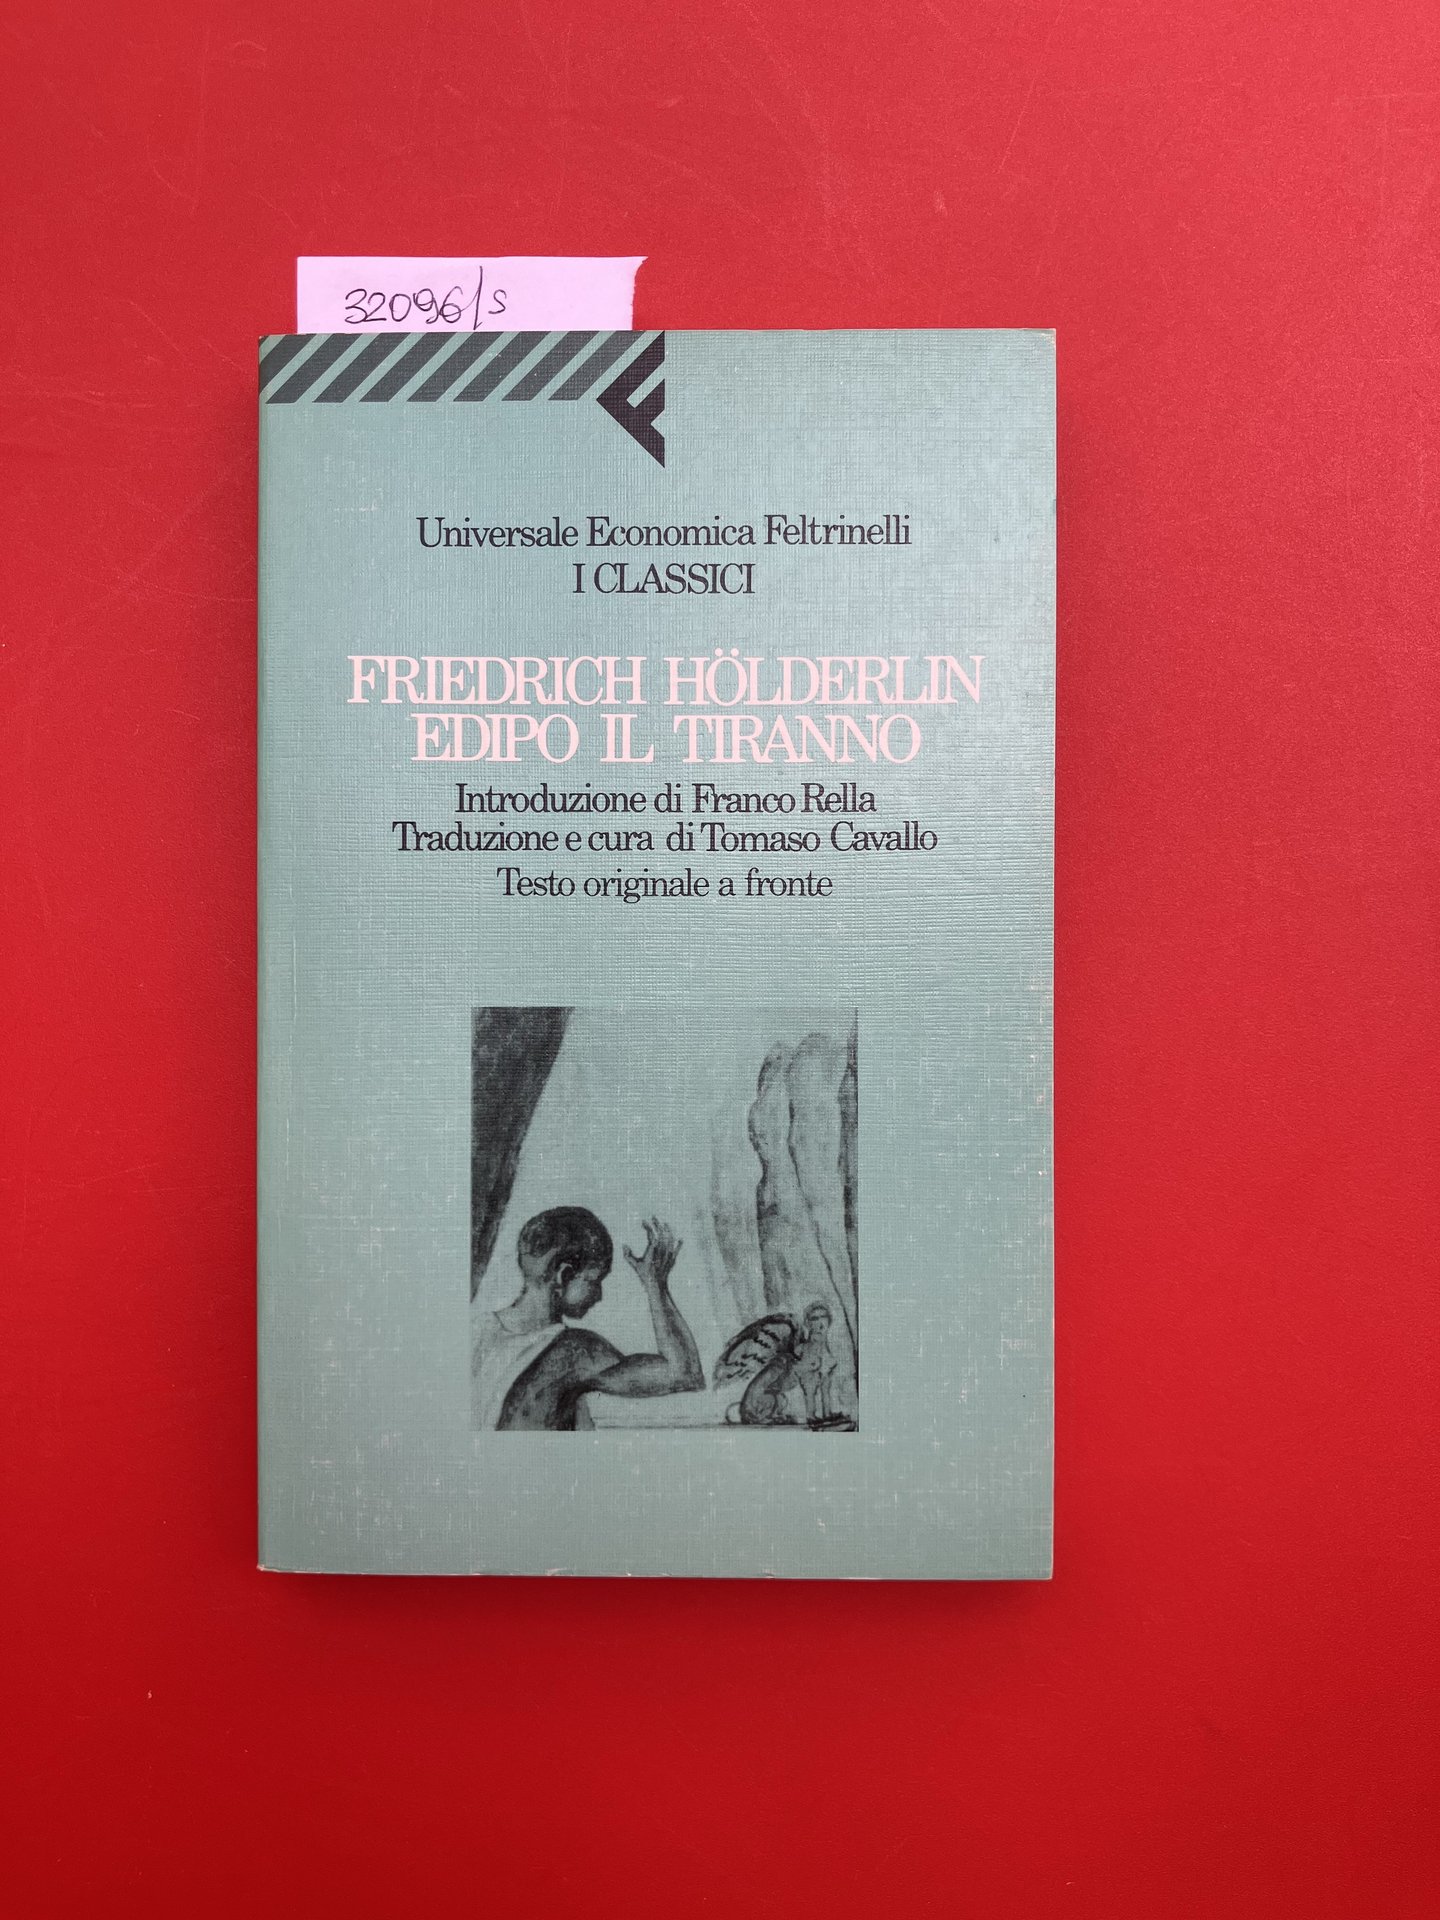 32096/s
Universale Economica Feltrinelli
I CLASSICI
FRIEDRICH HÖLDERLIN
EDIPO IL TIRANNO
Introduzione di Franco Rella
Traduzione e cura di Tomaso Cavallo
Testo originale a fronte